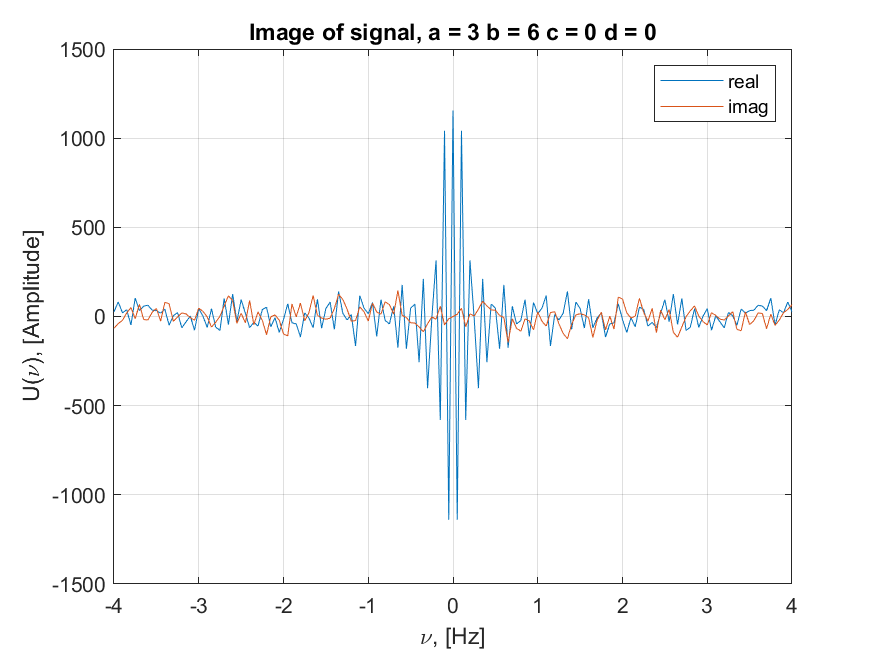 Image of signal, a = 3 b = 6 c = 0 d = 0
1500
1000
500
0
-500
-1000
-1500
U(ν), [Amplitude]
real
imag
-4 -3 -2 -1 0 1 2 3 4
ν, [Hz]